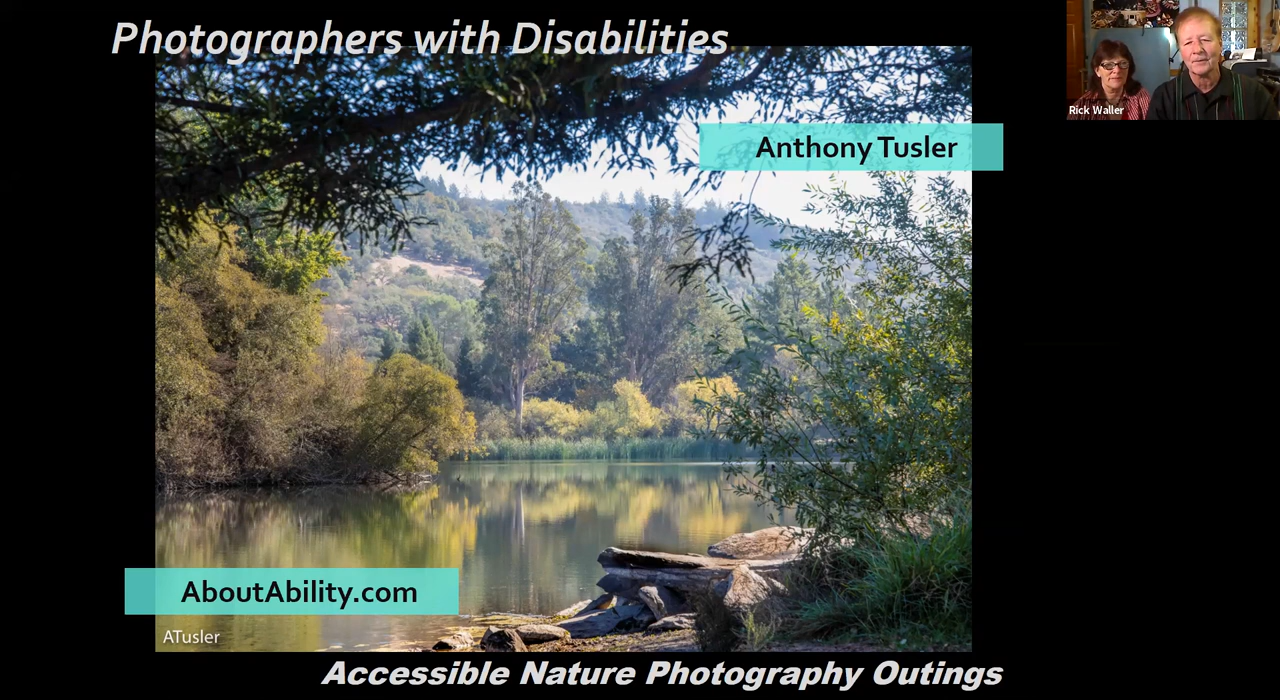 Photographers with Disabilities
Rick Waller
Anthony Tusler
AboutAbility.com
ATusler
Accessible Nature Photography Outings